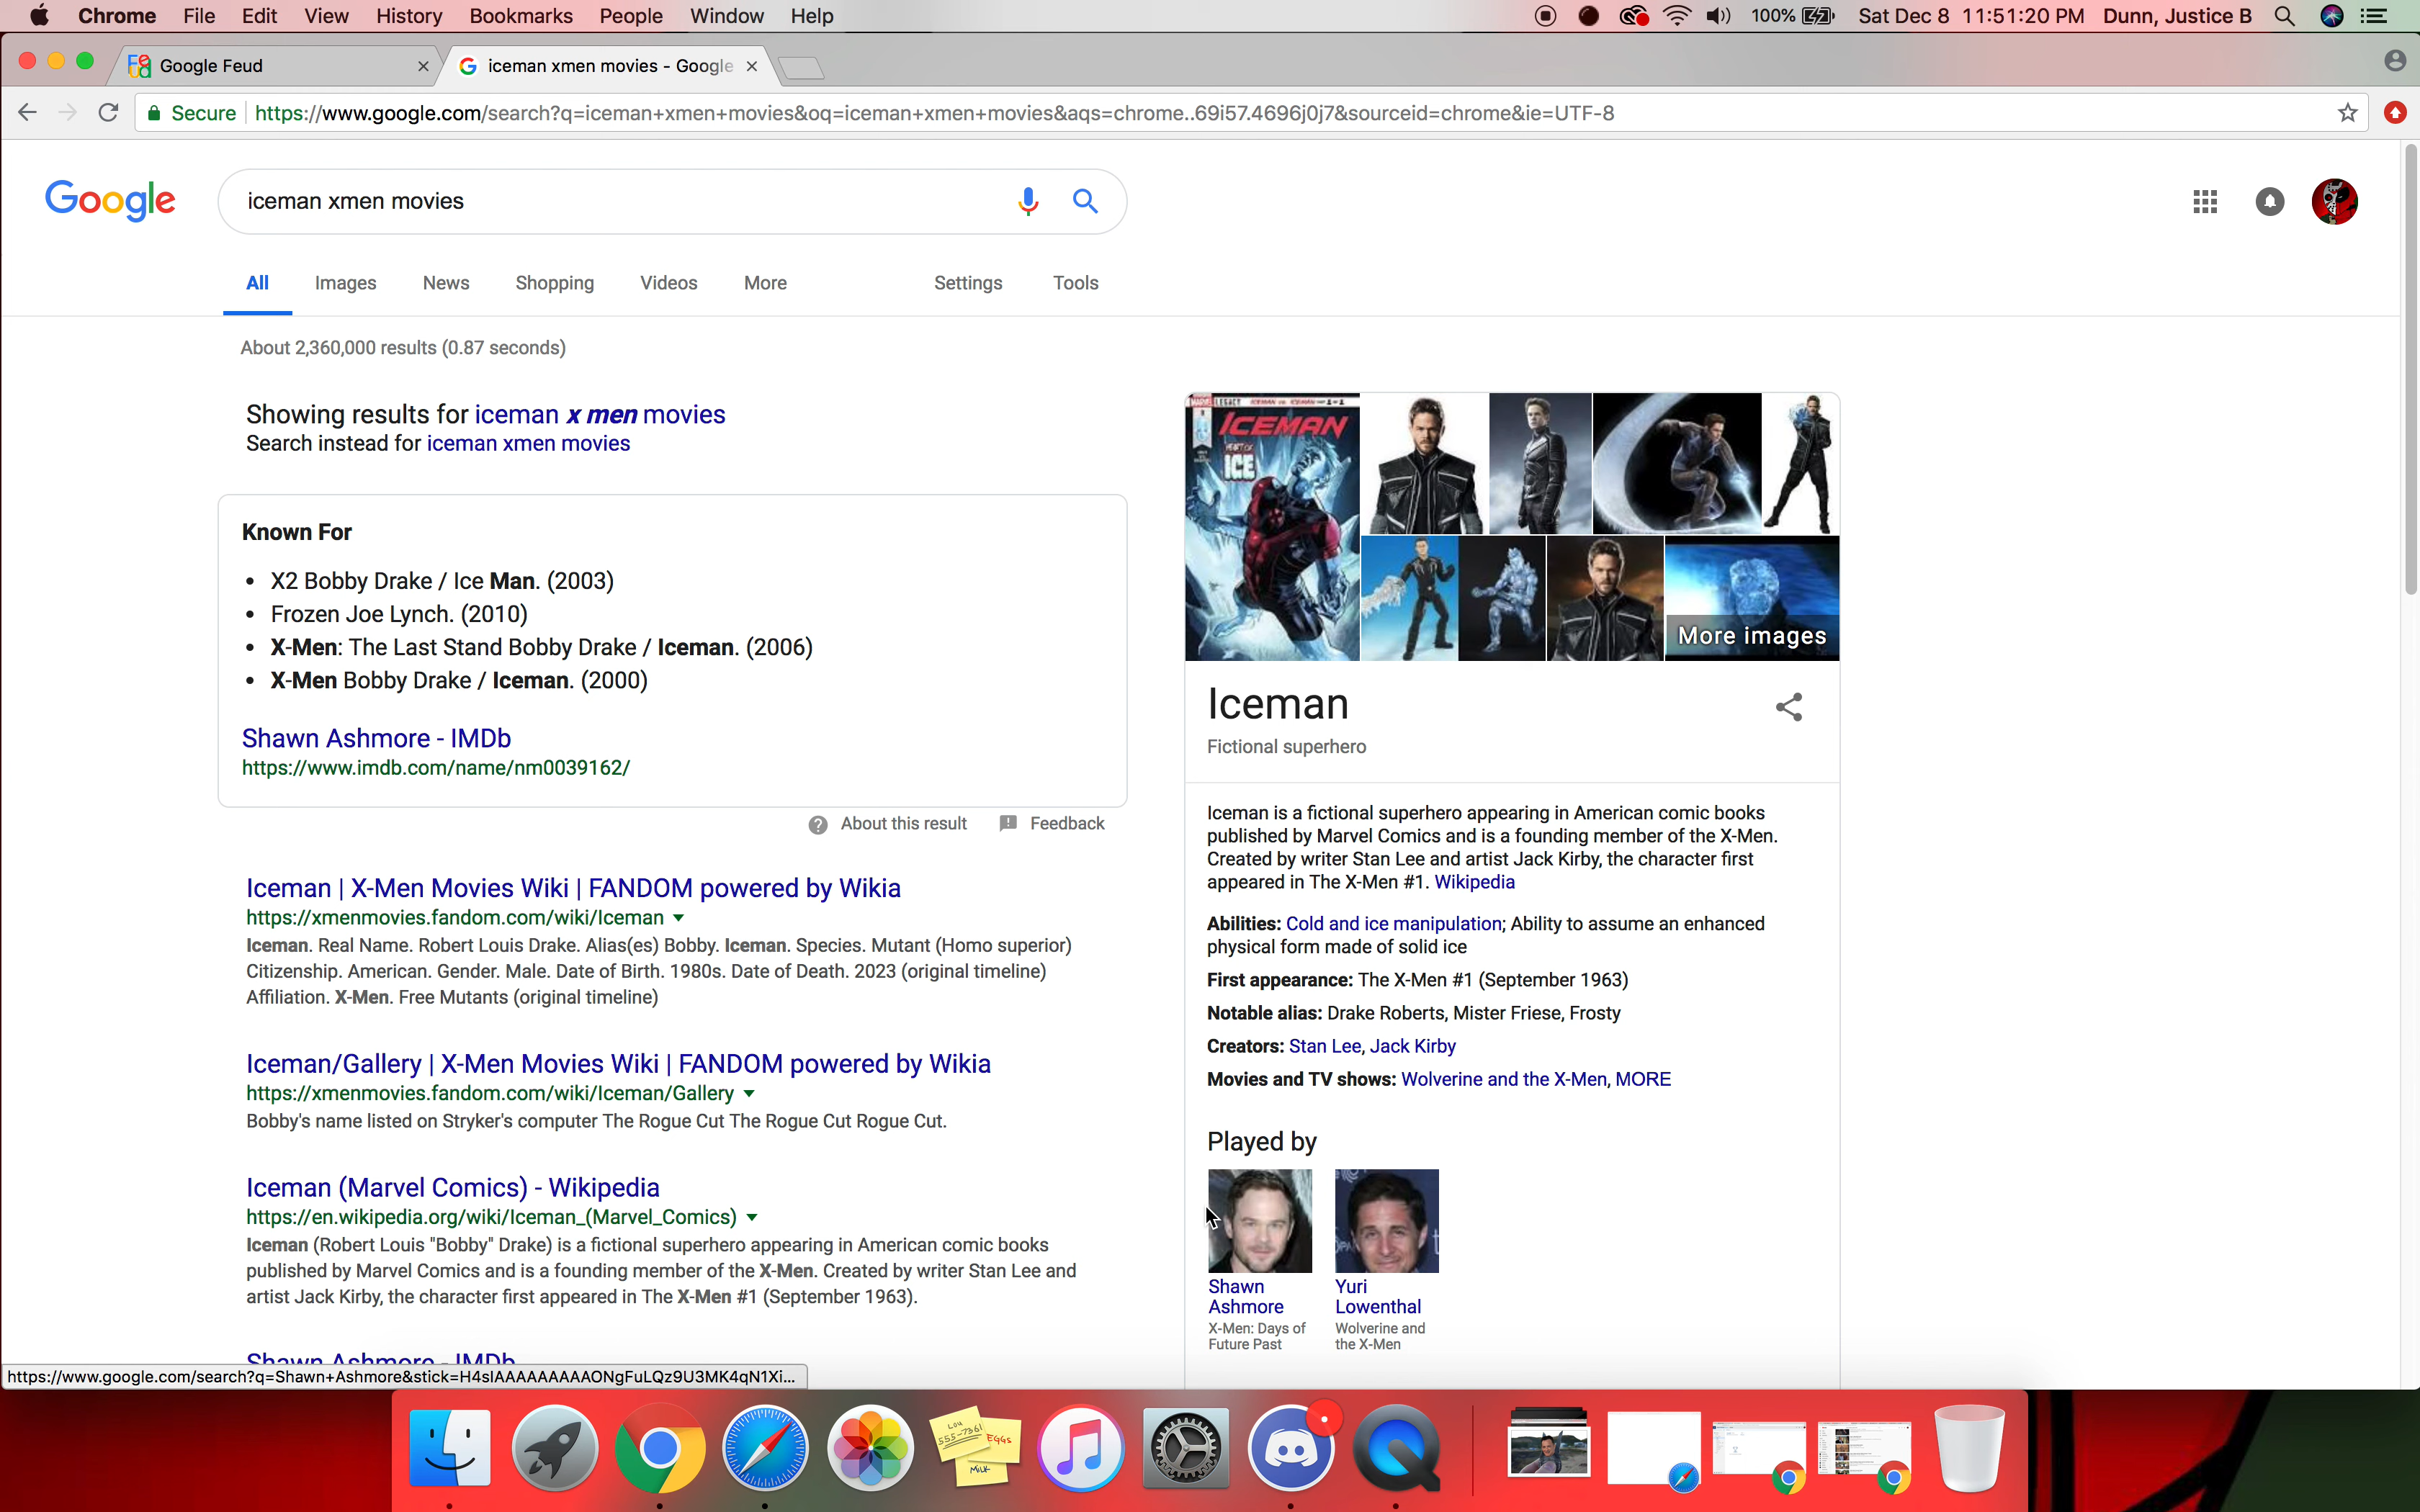 Chrome File Edit View History Bookmarks People Window Help 100% Sat Dec 8 11:51:20 PM Dunn, Justice B
Google Feud iceman xmen movies - Google
Secure https://www.google.com/search?q=iceman+xmen+movies&oq=iceman+xmen+movies&aqs=chrome..69i57.4696j0j7&sourceid=chrome&ie=UTF-8
Google iceman xmen movies
All Images News Shopping Videos More Settings Tools
About 2,360,000 results (0.87 seconds)
Showing results for iceman x men movies
Search instead for iceman xmen movies
Known For
• X2 Bobby Drake / Ice Man. (2003)
• Frozen Joe Lynch. (2010)
• X-Men: The Last Stand Bobby Drake / Iceman. (2006)
• X-Men Bobby Drake / Iceman. (2000)
Shawn Ashmore - IMDb
https://www.imdb.com/name/nm0039162/
About this result Feedback
Iceman | X-Men Movies Wiki | FANDOM powered by Wikia
https://xmenmovies.fandom.com/wiki/Iceman
Iceman. Real Name. Robert Louis Drake. Alias(es) Bobby. Iceman. Species. Mutant (Homo superior)
Citizenship. American. Gender. Male. Date of Birth. 1980s. Date of Death. 2023 (original timeline)
Affiliation. X-Men. Free Mutants (original timeline)
Iceman/Gallery | X-Men Movies Wiki | FANDOM powered by Wikia
https://xmenmovies.fandom.com/wiki/Iceman/Gallery
Bobby's name listed on Stryker's computer The Rogue Cut The Rogue Cut Rogue Cut.
Iceman (Marvel Comics) - Wikipedia
https://en.wikipedia.org/wiki/Iceman_(Marvel_Comics)
Iceman (Robert Louis "Bobby" Drake) is a fictional superhero appearing in American comic books
published by Marvel Comics and is a founding member of the X-Men. Created by writer Stan Lee and
artist Jack Kirby, the character first appeared in The X-Men #1 (September 1963).
Shawn Ashmore - IMDb
https://www.google.com/search?q=Shawn+Ashmore&stick=H4sIAAAAAAAAAONgFuLQz9U3MK4qN1Xi...
LEGACY
ICEMAN
ICE
More images
Iceman
Fictional superhero
Iceman is a fictional superhero appearing in American comic books
published by Marvel Comics and is a founding member of the X-Men.
Created by writer Stan Lee and artist Jack Kirby, the character first
appeared in The X-Men #1. Wikipedia
Abilities: Cold and ice manipulation; Ability to assume an enhanced
physical form made of solid ice
First appearance: The X-Men #1 (September 1963)
Notable alias: Drake Roberts, Mister Friese, Frosty
Creators: Stan Lee, Jack Kirby
Movies and TV shows: Wolverine and the X-Men, MORE
Played by
Shawn
Ashmore
X-Men: Days of
Future Past
Yuri
Lowenthal
Wolverine and
the X-Men
LOU
555-7361
EGGS
MILK